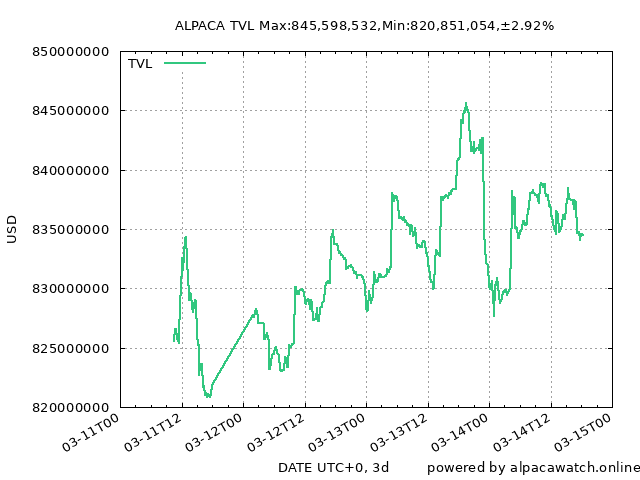 ALPACA TVL Max:845,598,532,Min:820,851,054,±2.92%
850000000
TVL
845000000
840000000
835000000
USD
830000000
825000000
820000000
03-11T00
03-11T12
03-12T00
03-12T12
03-13T00
03-13T12
03-14T00
03-14T12
03-15T00
DATE UTC+0, 3d
powered by alpacawatch.online